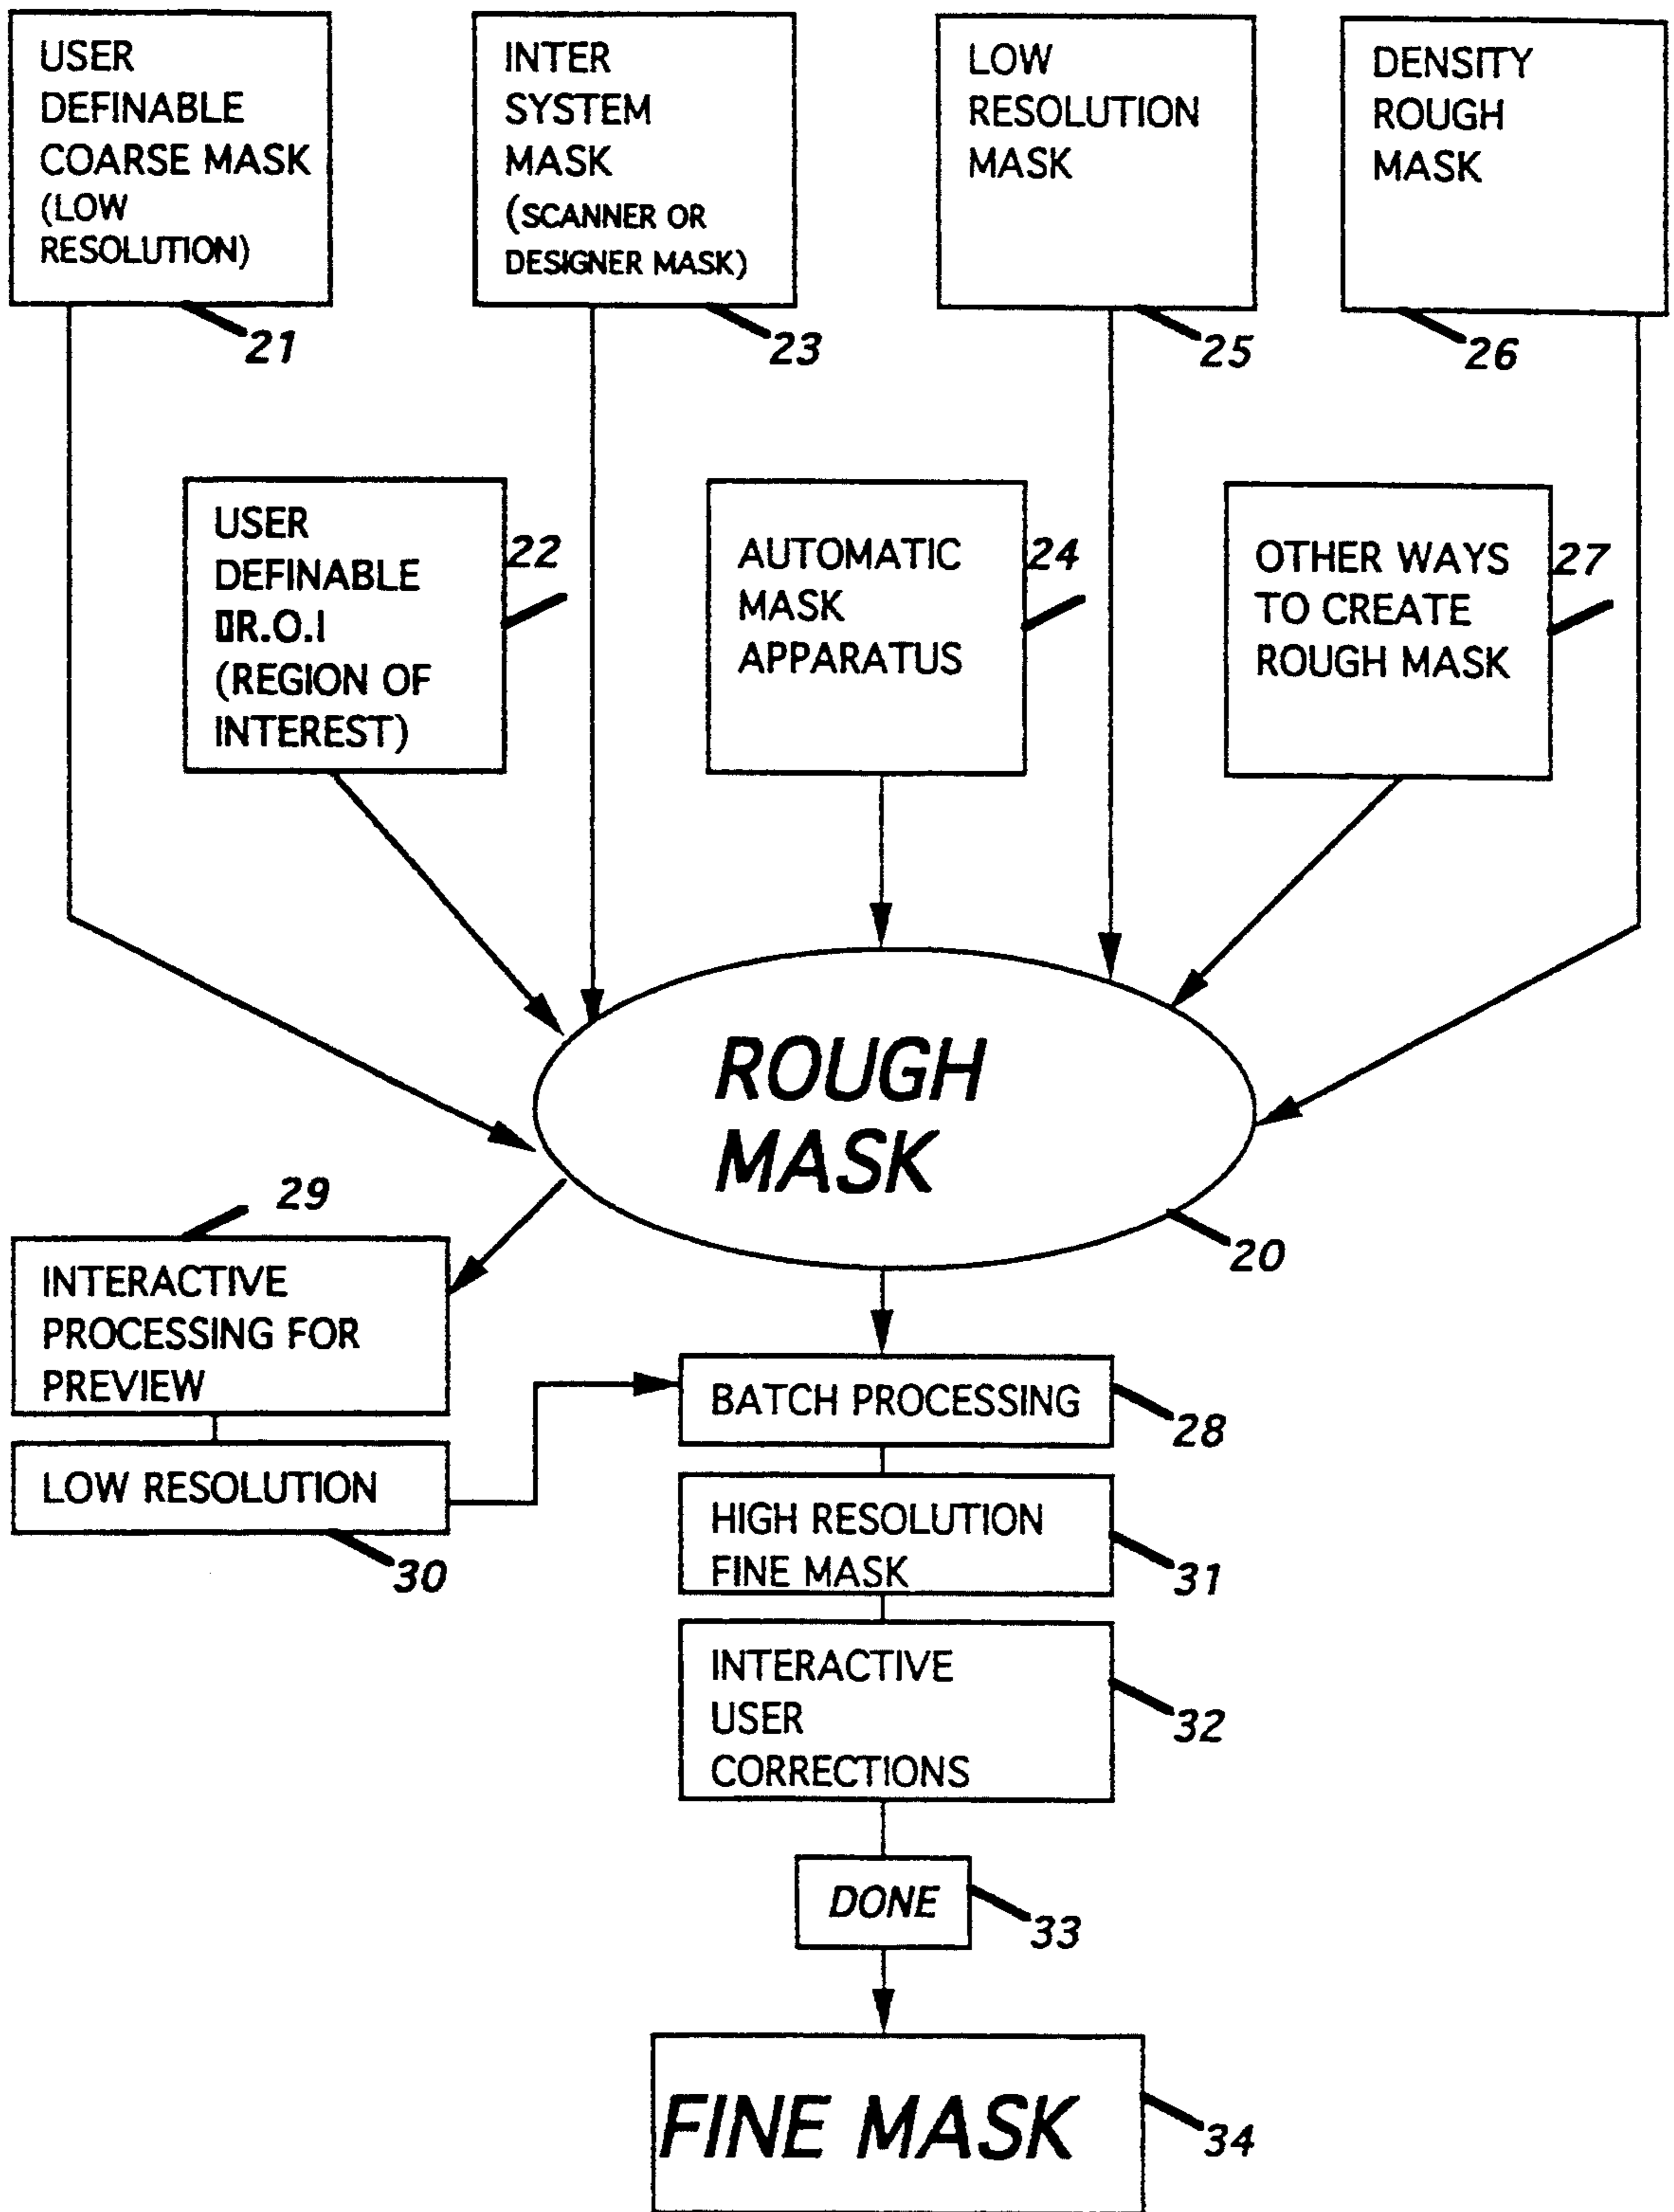 USER
DEFINABLE
COARSE MASK
(LOW
RESOLUTION)
21
INTER
SYSTEM
MASK
(SCANNER OR
DESIGNER MASK)
23
LOW
RESOLUTION
MASK
25
DENSITY
ROUGH
MASK
26
USER
DEFINABLE
▯R.O.I
(REGION OF
INTEREST)
22
AUTOMATIC
MASK
APPARATUS
24
OTHER WAYS
TO CREATE
ROUGH MASK
27
ROUGH
MASK
20
29
INTERACTIVE
PROCESSING FOR
PREVIEW
LOW RESOLUTION
30
BATCH PROCESSING
28
HIGH RESOLUTION
FINE MASK
31
INTERACTIVE
USER
CORRECTIONS
32
DONE
33
FINE MASK
34